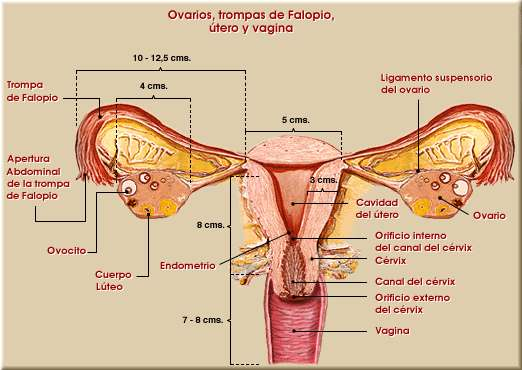 Ovarios, trompas de Falopio,
útero y vagina
10 - 12,5 cms.
4 cms.
5 cms.
3 cms.
8 cms.
7 - 8 cms.
Trompa
de Falopio
Apertura
Abdominal
de la trompa
de Falopio
Ovocito
Cuerpo
Lúteo
Endometrio
Ligamento suspensorio
del ovario
Ovario
Cavidad
del útero
Orificio interno
del canal del cérvix
Cérvix
Canal del cérvix
Orificio externo
del cérvix
Vagina